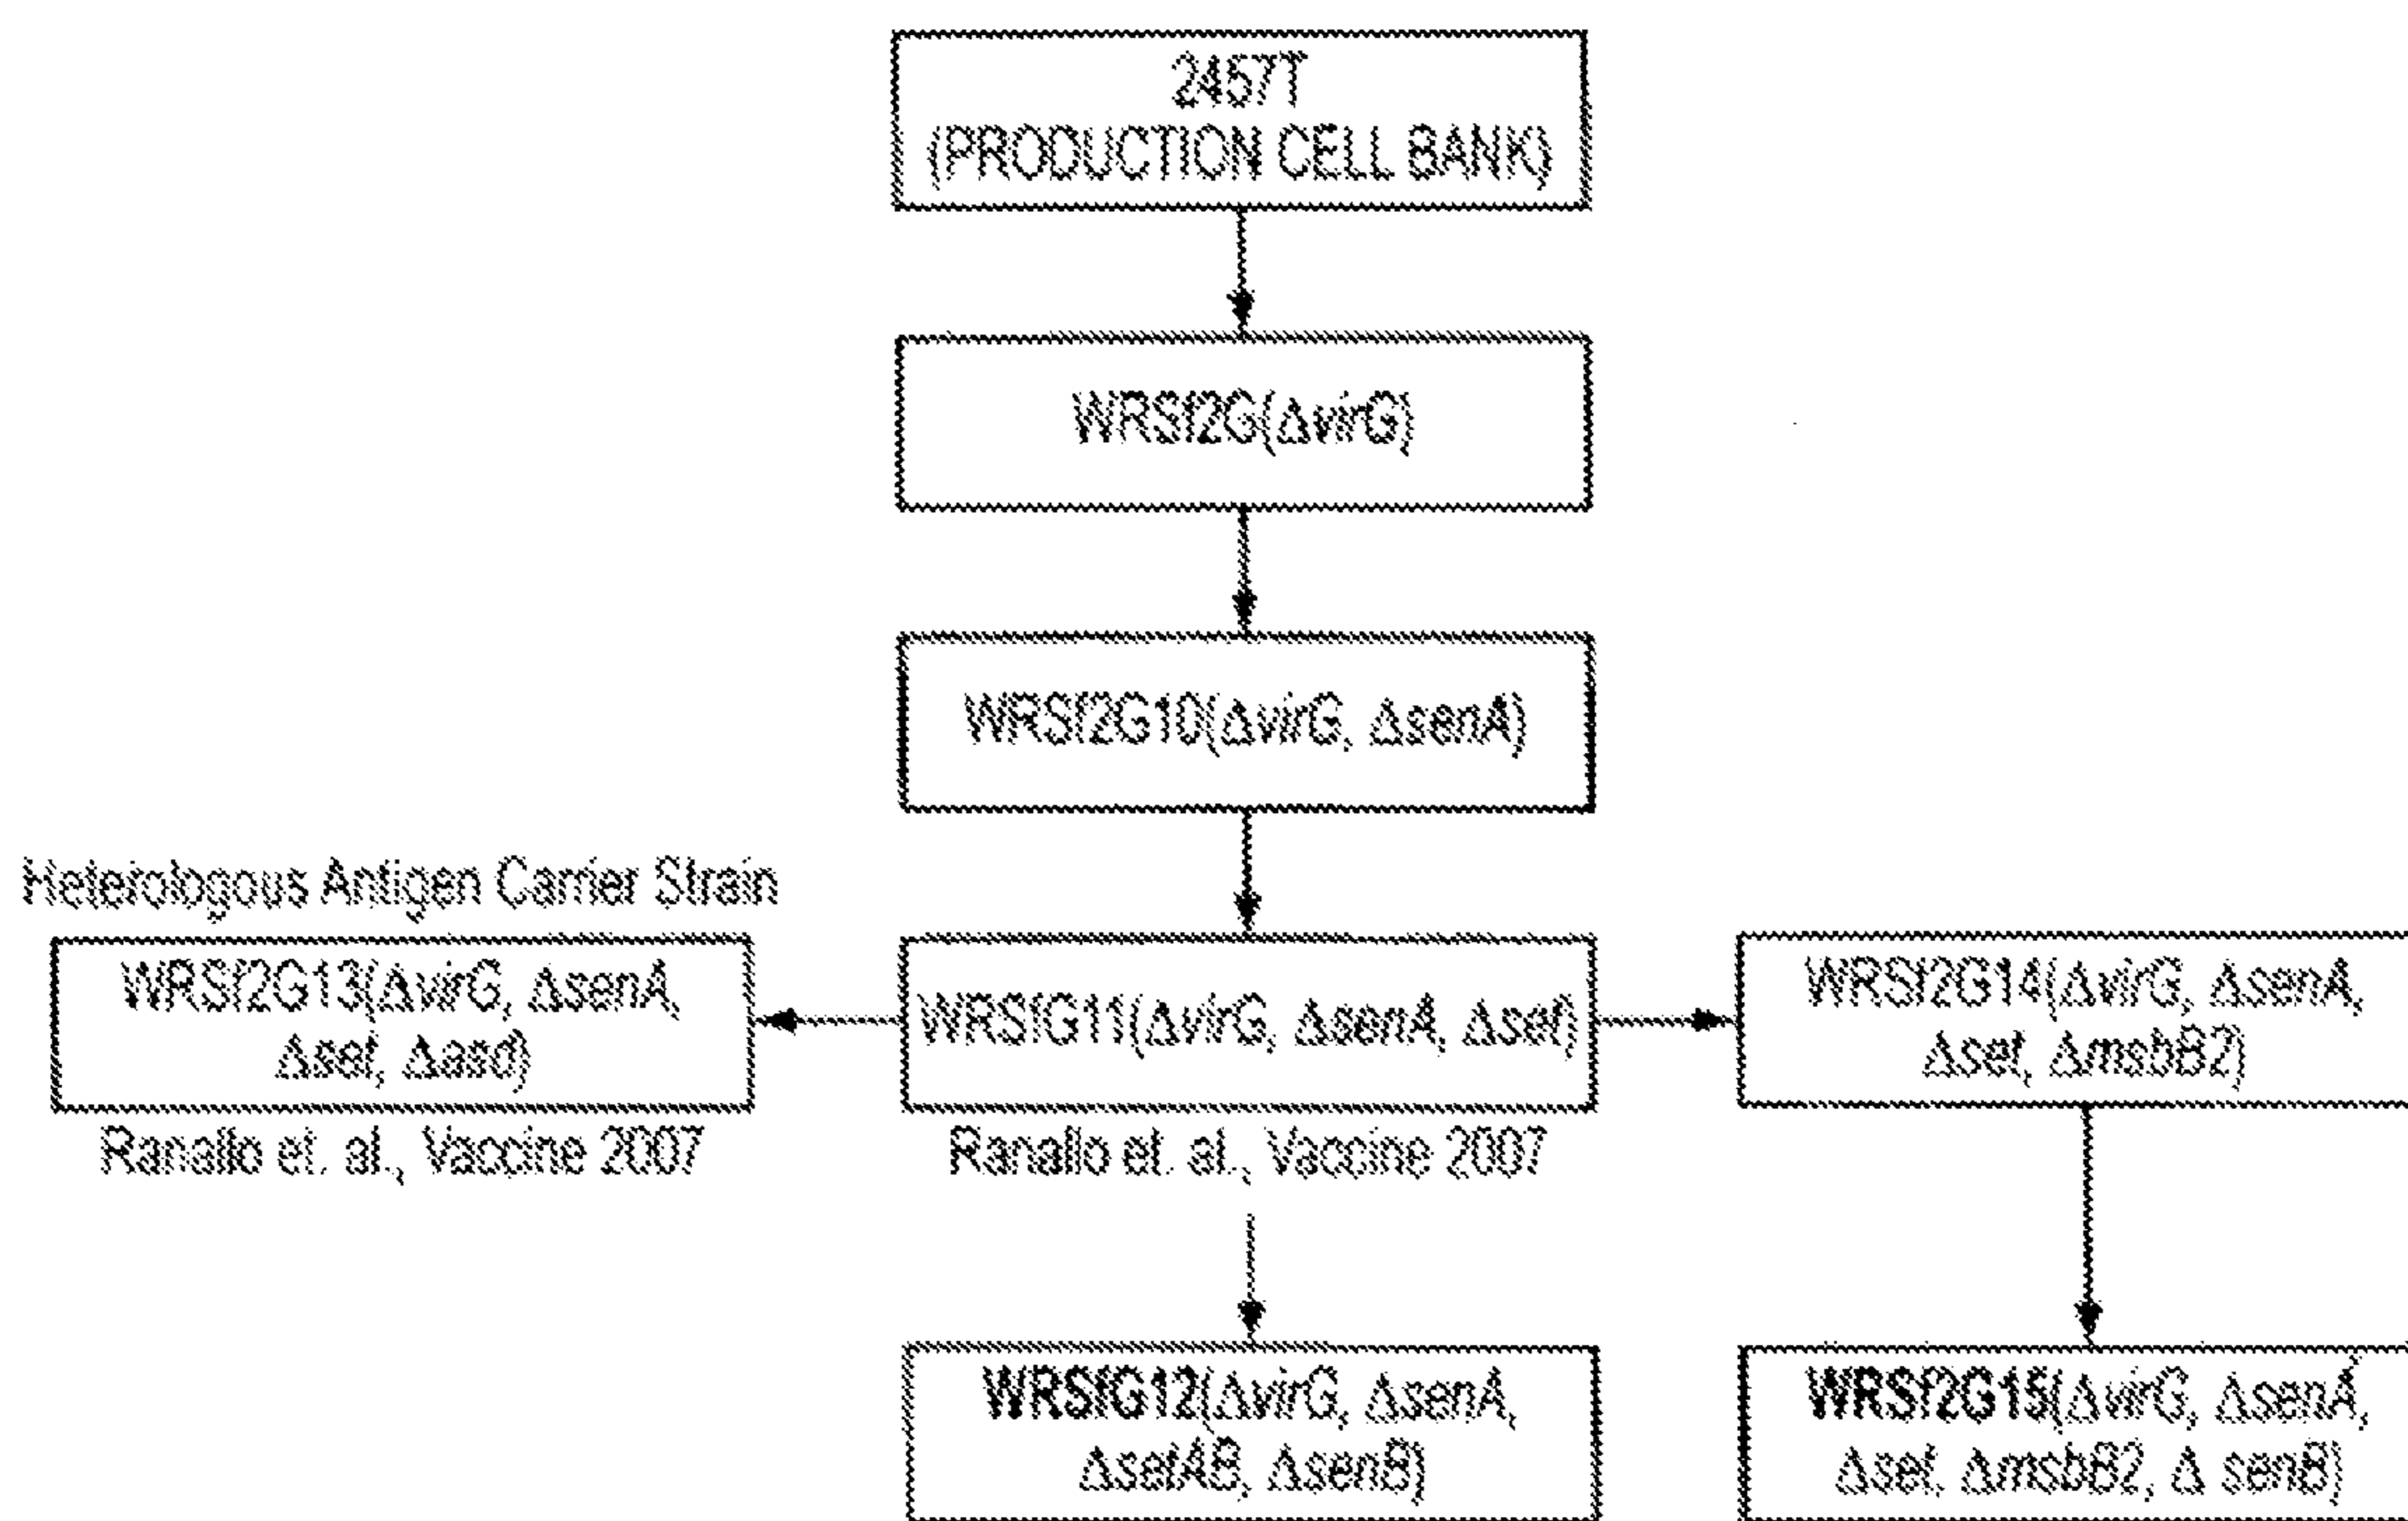 2457T
(PRODUCTION CELL BANK)
WRSf2G(ΔvirG)
WRSf2G10(ΔvirG, ΔsenA)
Heterologous Antigen Carrier Strain
WRSf2G13(ΔvirG, ΔsenA,
Δset, Δasd)
Ranallo et. al., Vaccine 2007
WRSfG11(ΔvirG, ΔsenA, Δset)
Ranallo et. al., Vaccine 2007
WRSf2G14(ΔvirG, ΔsenA,
Δset, ΔmsbB2)
WRSfG12(ΔvirG, ΔsenA,
ΔsetAB, ΔsenB)
WRSf2G15(ΔvirG, ΔsenA,
Δset, ΔmsbB2, Δ senB)